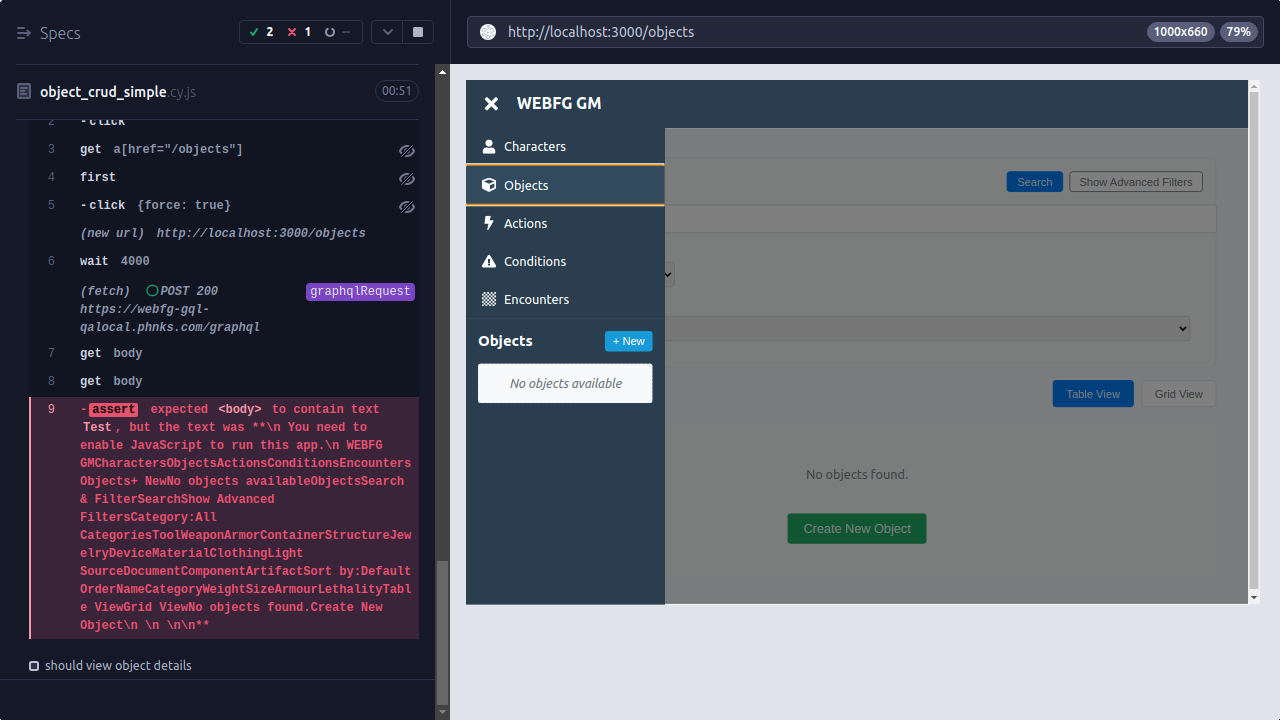 Specs
2 1 --
object_crud_simple.cy.js 00:51
2 -click
3 get a[href="/objects"]
4 first
5 -click {force: true}
(new url) http://localhost:3000/objects
6 wait 4000
(fetch) POST 200 graphqlRequest
https://webfg-gql-
qalocal.phnks.com/graphql
7 get body
8 get body
9 -assert expected <body> to contain text
Test, but the text was **\n You need to
enable JavaScript to run this app.\n WEBFG
GMCharactersObjectsActionsConditionsEncounters
Objects+ NewNo objects availableObjectsSearch
& FilterSearchShow Advanced
FiltersCategory:All
CategoriesToolWeaponArmorContainerStructureJew
elryDeviceMaterialClothingLight
SourceDocumentComponentArtifactSort by:Default
OrderNameCategoryWeightSizeArmourLethalityTabl
e ViewGrid ViewNo objects found.Create New
Object\n \n \n\n**
should view object details
http://localhost:3000/objects 1000x660 79%
WEBFG GM
Characters
Objects
Actions
Conditions
Encounters
Objects + New
No objects available
Search Show Advanced Filters
Table View Grid View
No objects found.
Create New Object